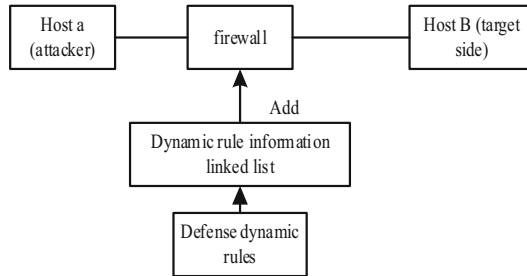 Host a
(attacker)
firewall
Host B (target
side)
Add
Dynamic rule information
linked list
Defense dynamic
rules